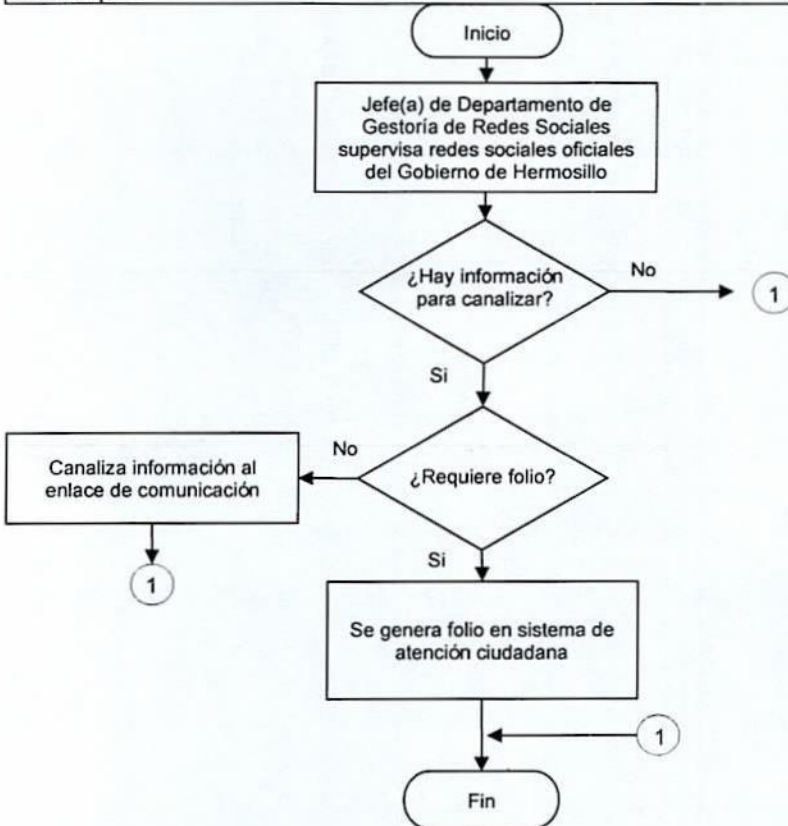 Inicio
Jefe(a) de Departamento de
Gestoría de Redes Sociales
supervisa redes sociales oficiales
del Gobierno de Hermosillo
¿Hay información
para canalizar?
No
1
Si
¿Requiere folio?
No
Canaliza información al
enlace de comunicación
1
Si
Se genera folio en sistema de
atención ciudadana
1
Fin